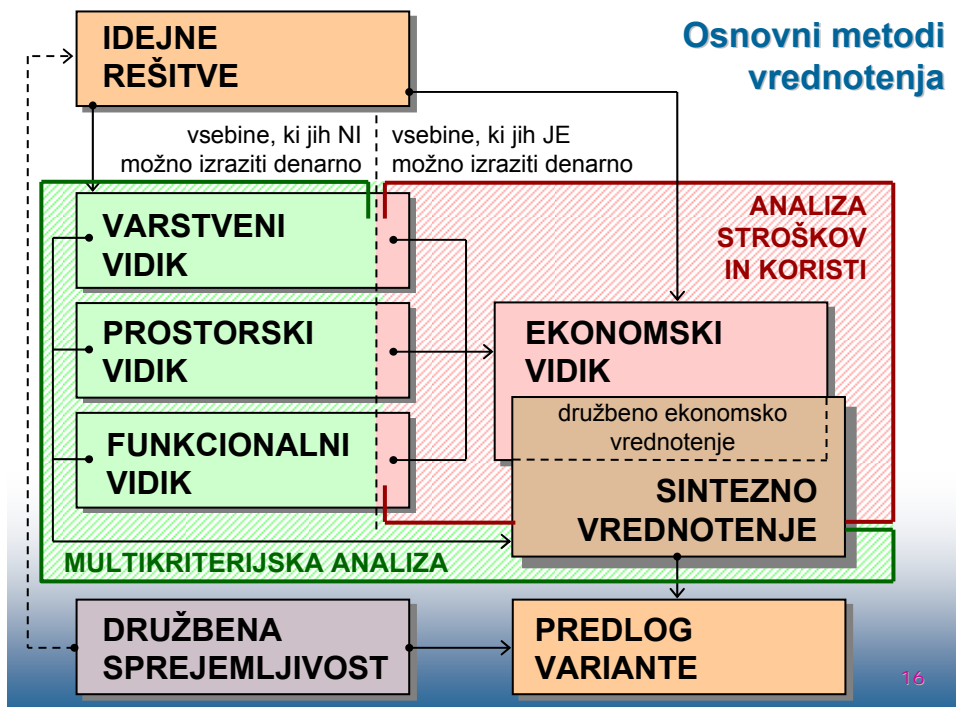 Osnovni metodi
vrednotenja
IDEJNE
REŠITVE
vsebine, ki jih NI
možno izraziti denarno
vsebine, ki jih JE
možno izraziti denarno
VARSTVENI
VIDIK
ANALIZA
STROŠKOV
IN KORISTI
PROSTORSKI
VIDIK
EKONOMSKI
VIDIK
FUNKCIONALNI
VIDIK
družbeno ekonomsko
vrednotenje
SINTEZNO
VREDNOTENJE
MULTIKRITERIJSKA ANALIZA
DRUŽBENA
SPREJEMLJIVOST
PREDLOG
VARIANTE
16